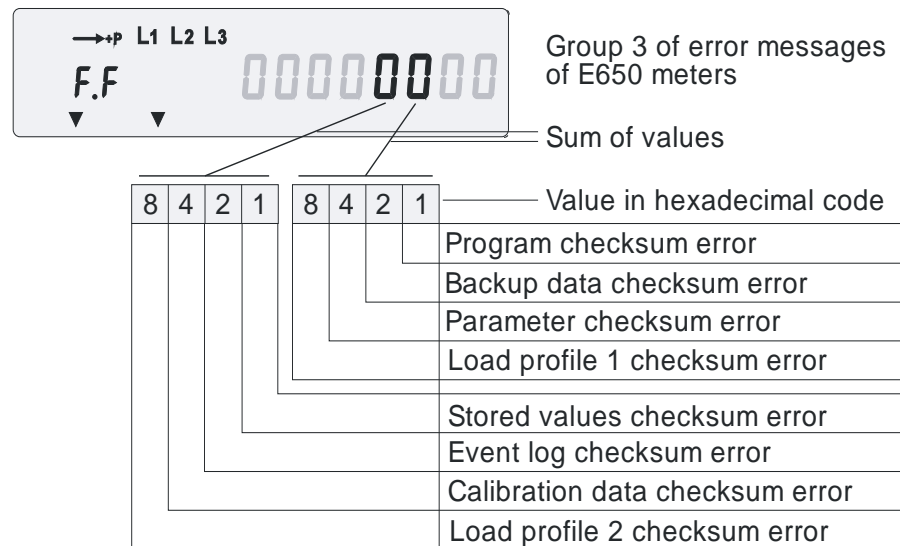 +P L1 L2 L3
F.F 00000000
Group 3 of error messages
of E650 meters
Sum of values
8 4 2 1 8 4 2 1 Value in hexadecimal code
Program checksum error
Backup data checksum error
Parameter checksum error
Load profile 1 checksum error
Stored values checksum error
Event log checksum error
Calibration data checksum error
Load profile 2 checksum error